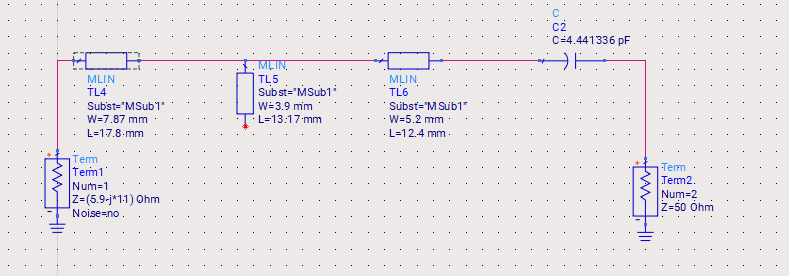 C
C2
C=4.441336 pF
MLIN
TL4
Subst="MSub1"
W=7.87 mm
L=17.8 mm
MLIN
TL5
Subst="MSub1"
W=3.9 mm
L=13.17 mm
MLIN
TL6
Subst="MSub1"
W=5.2 mm
L=12.4 mm
Term
Term1
Num=1
Z=(5.9-j*11) Ohm
Noise=no
Term
Term2
Num=2
Z=50 Ohm